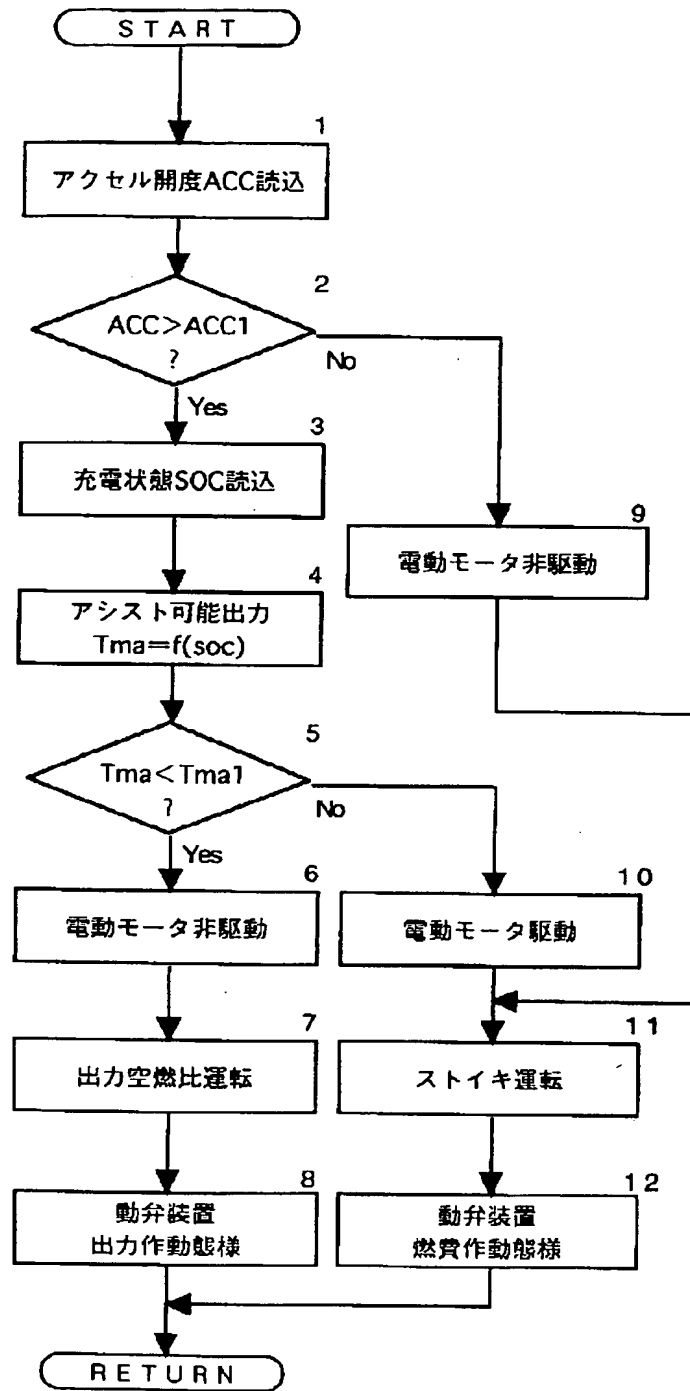 START
1
アクセル開度ACC読込
2
ACC>ACC1
?
No
Yes
3
充電状態SOC読込
4
アシスト可能出力
Tma=f(soc)
5
Tma<Tma1
?
No
Yes
6
電動モータ非駆動
7
出力空燃比運転
8
動弁装置
出力作動態様
9
電動モータ非駆動
10
電動モータ駆動
11
ストイキ運転
12
動弁装置
燃費作動態様
RETURN